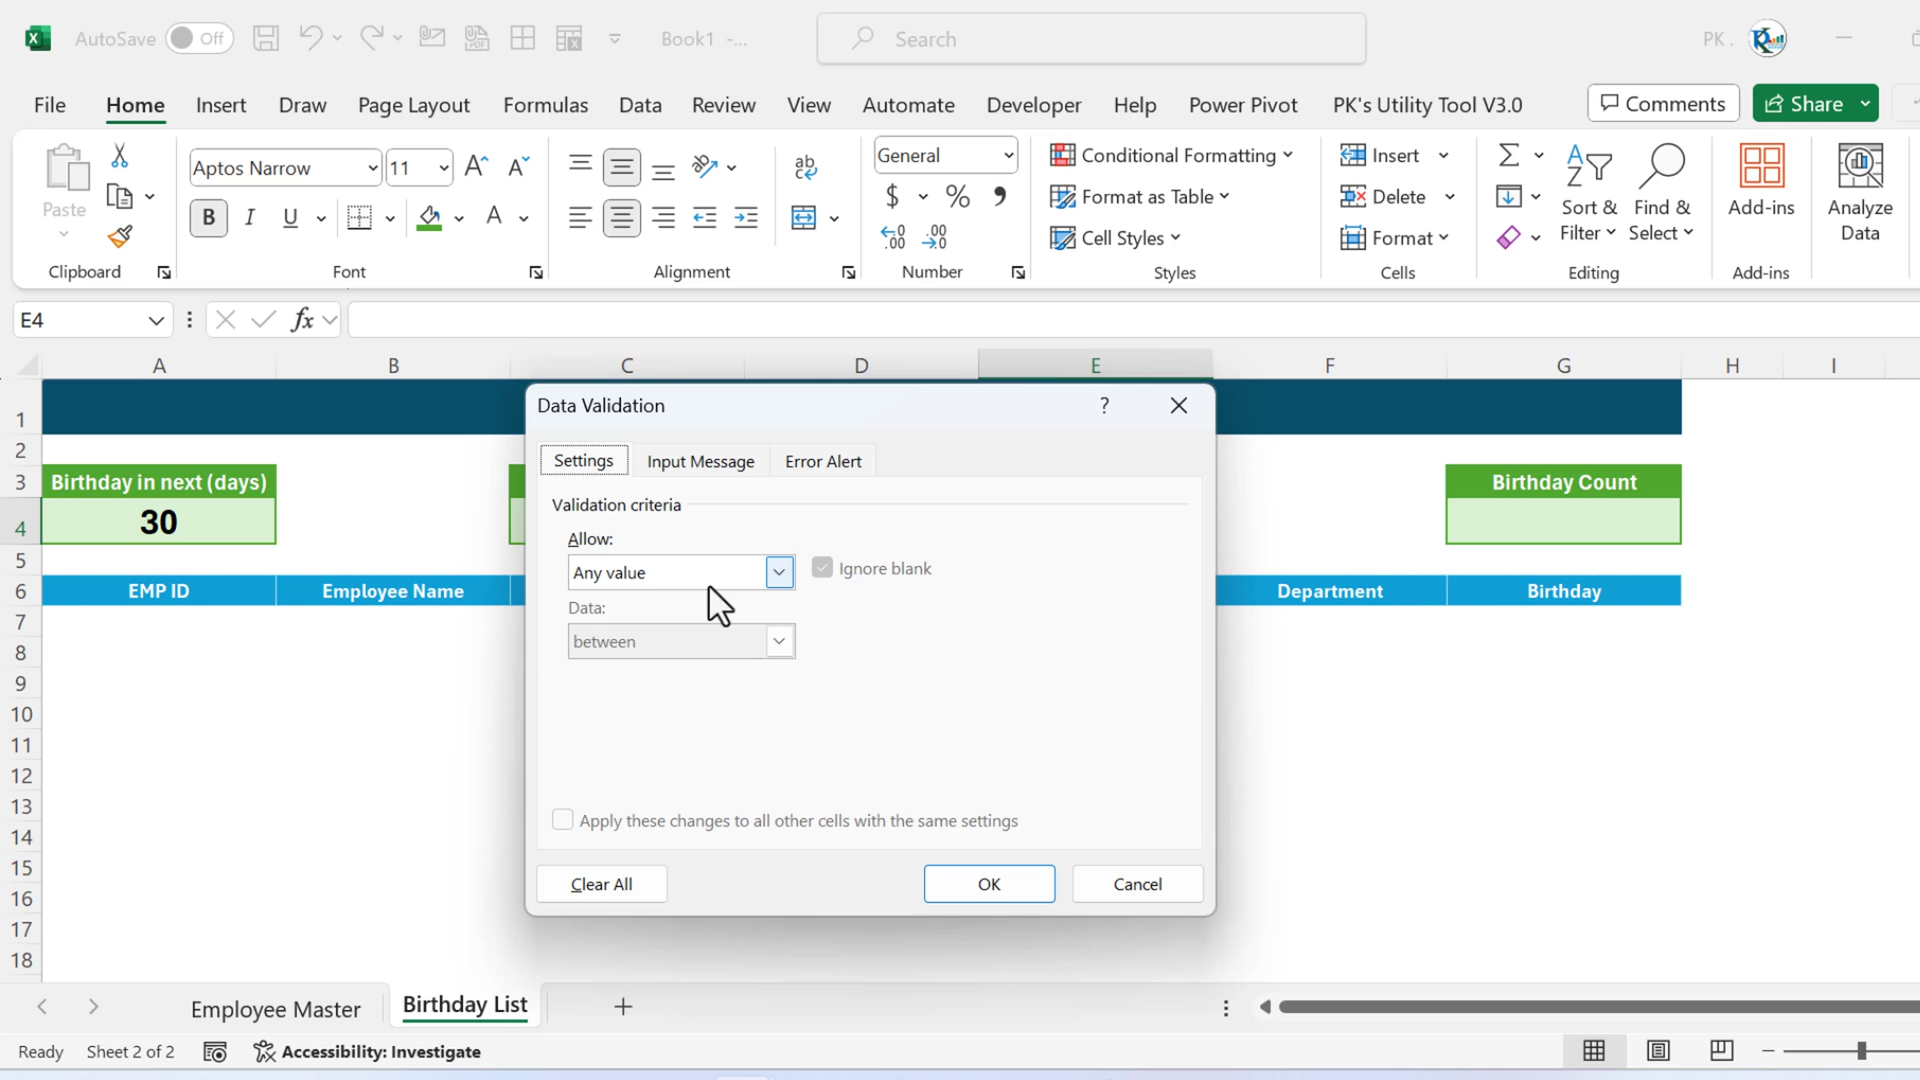 AutoSave Off Book1 -... Search PK .
File Home Insert Draw Page Layout Formulas Data Review View Automate Developer Help Power Pivot PK's Utility Tool V3.0 Comments Share
Paste
Clipboard
Aptos Narrow 11
B I U A
Font
ab
Alignment
General
$ % ,
Number
Conditional Formatting
Format as Table
Cell Styles
Styles
Insert
Delete
Format
Cells
Sort &
Filter
Find &
Select
Editing
Add-ins
Add-ins
Analyze
Data
E4 fx
A B C D E F G H I
1
2
3 Birthday in next (days) Birthday Count
4 30
5
6 EMP ID Employee Name Department Birthday
7
8
9
10
11
12
13
14
15
16
17
18
Data Validation ?
Settings Input Message Error Alert
Validation criteria
Allow:
Any value Ignore blank
Data:
between
Apply these changes to all other cells with the same settings
Clear All OK Cancel
Employee Master Birthday List +
Ready Sheet 2 of 2 Accessibility: Investigate